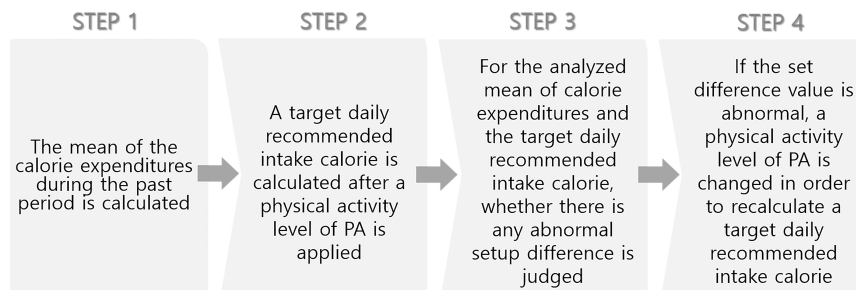 STEP 1
The mean of the
calorie expenditures
during the past
period is calculated
STEP 2
A target daily
recommended
intake calorie is
calculated after a
physical activity
level of PA is
applied
STEP 3
For the analyzed
mean of calorie
expenditures and
the target daily
recommended
intake calorie,
whether there is
any abnormal
setup difference is
judged
STEP 4
If the set
difference value is
abnormal, a
physical activity
level of PA is
changed in order
to recalculate a
target daily
recommended
intake calorie